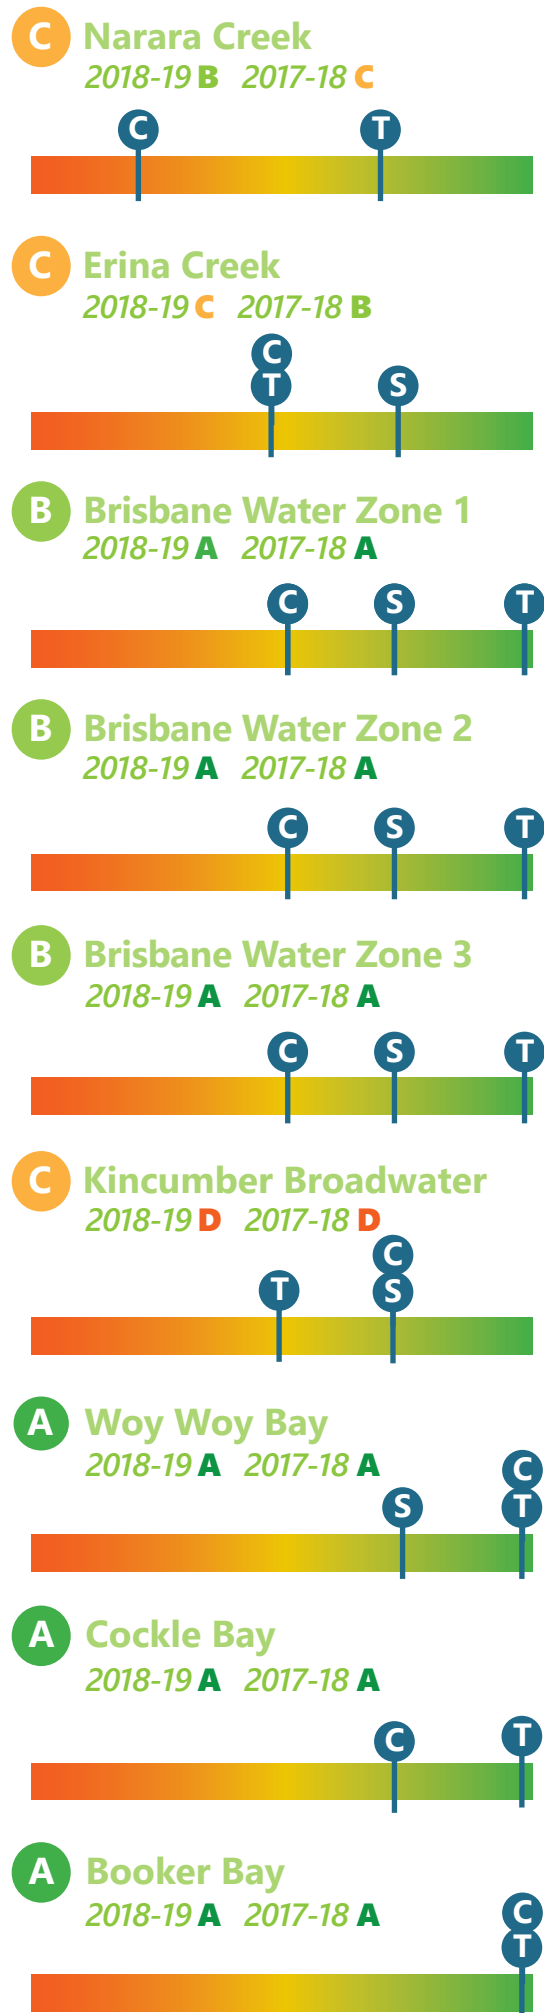 C Narara Creek
2018-19 B 2017-18 C
C T
C Erina Creek
2018-19 C 2017-18 B
C
T S
B Brisbane Water Zone 1
2018-19 A 2017-18 A
C S T
B Brisbane Water Zone 2
2018-19 A 2017-18 A
C S T
B Brisbane Water Zone 3
2018-19 A 2017-18 A
C S T
C Kincumber Broadwater
2018-19 D 2017-18 D
C
T S
A Woy Woy Bay
2018-19 A 2017-18 A
C
S T
A Cockle Bay
2018-19 A 2017-18 A
C T
A Booker Bay
2018-19 A 2017-18 A
C
T